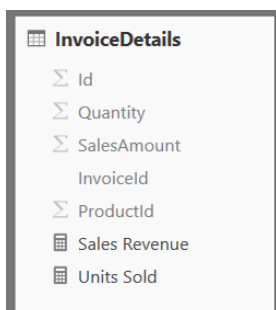 InvoiceDetails
Id
Quantity
SalesAmount
InvoiceId
ProductId
Sales Revenue
Units Sold